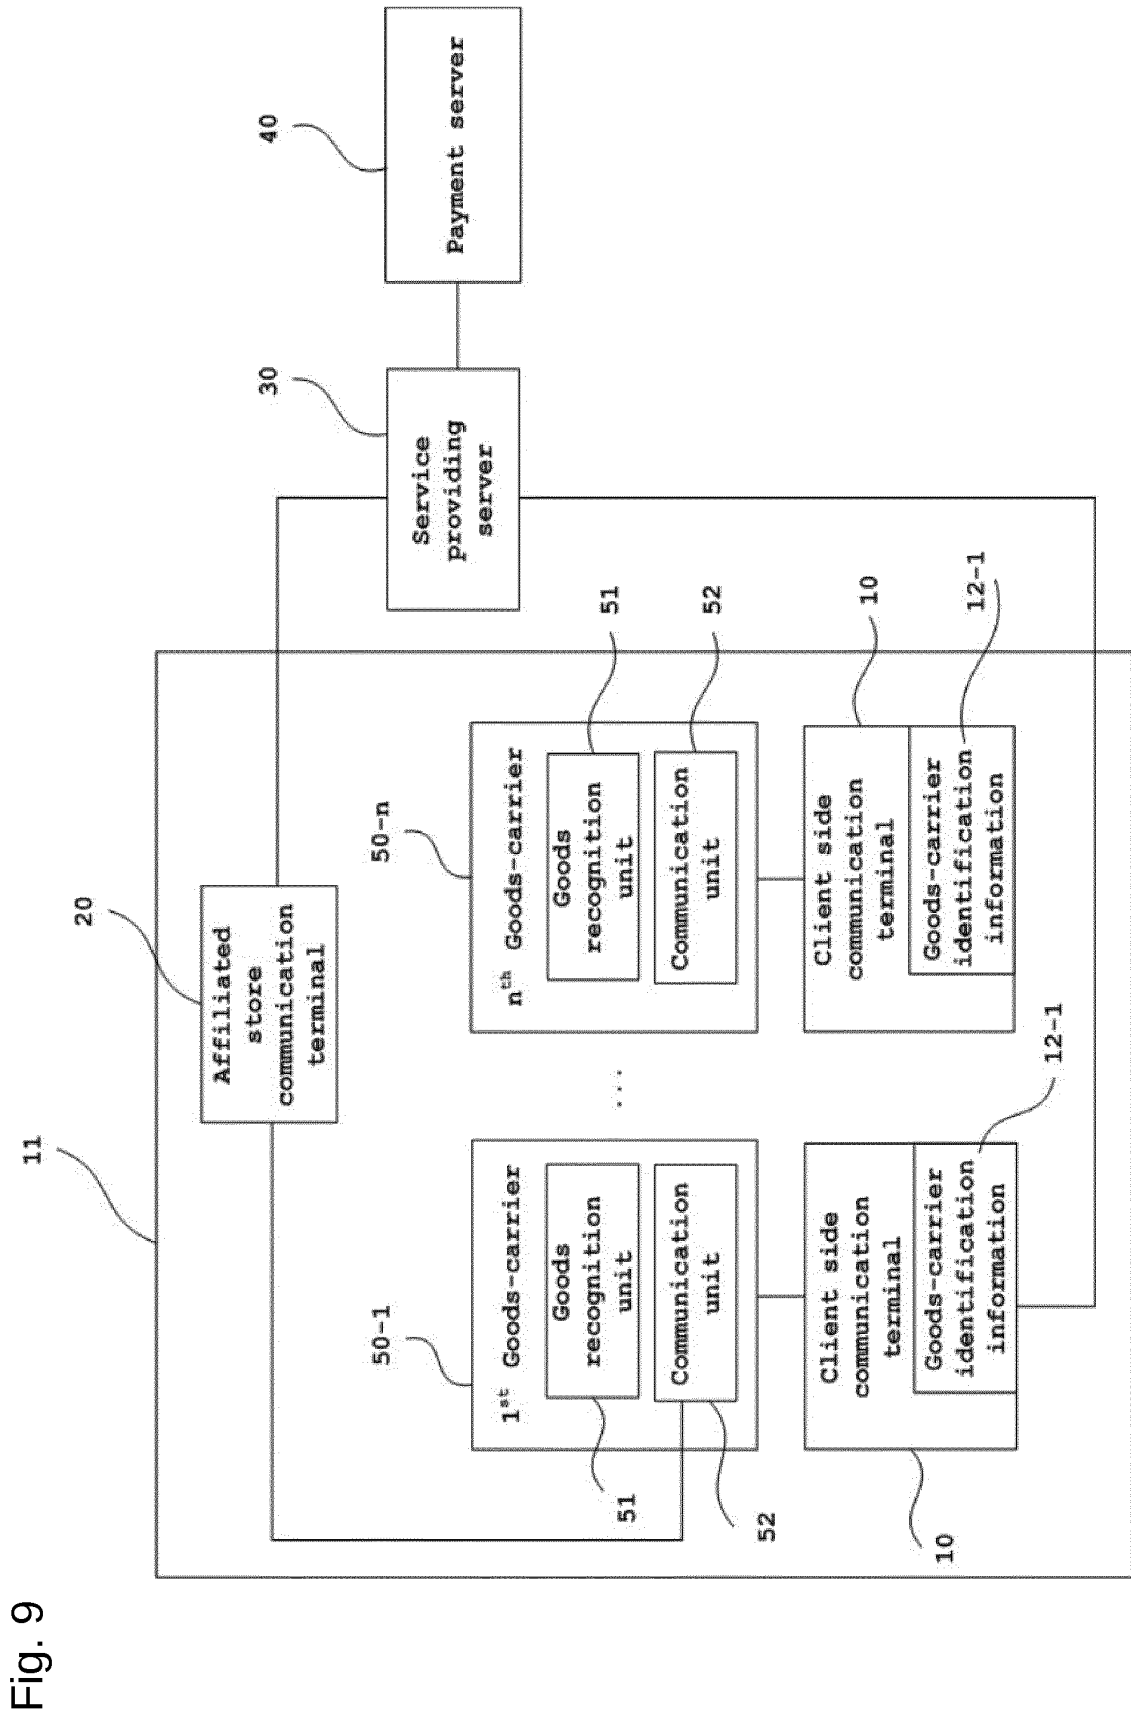 Fig. 9
11
20
Affiliated
store
communication
terminal
50-1
1st Goods-carrier
Goods
recognition
unit
Communication
unit
51
52
...
50-n
nth Goods-carrier
Goods
recognition
unit
Communication
unit
51
52
Client side
communication
terminal
Goods-carrier
identification
information
10
12-1
Client side
communication
terminal
Goods-carrier
identification
information
10
12-1
30
Service
providing
server
40
Payment server